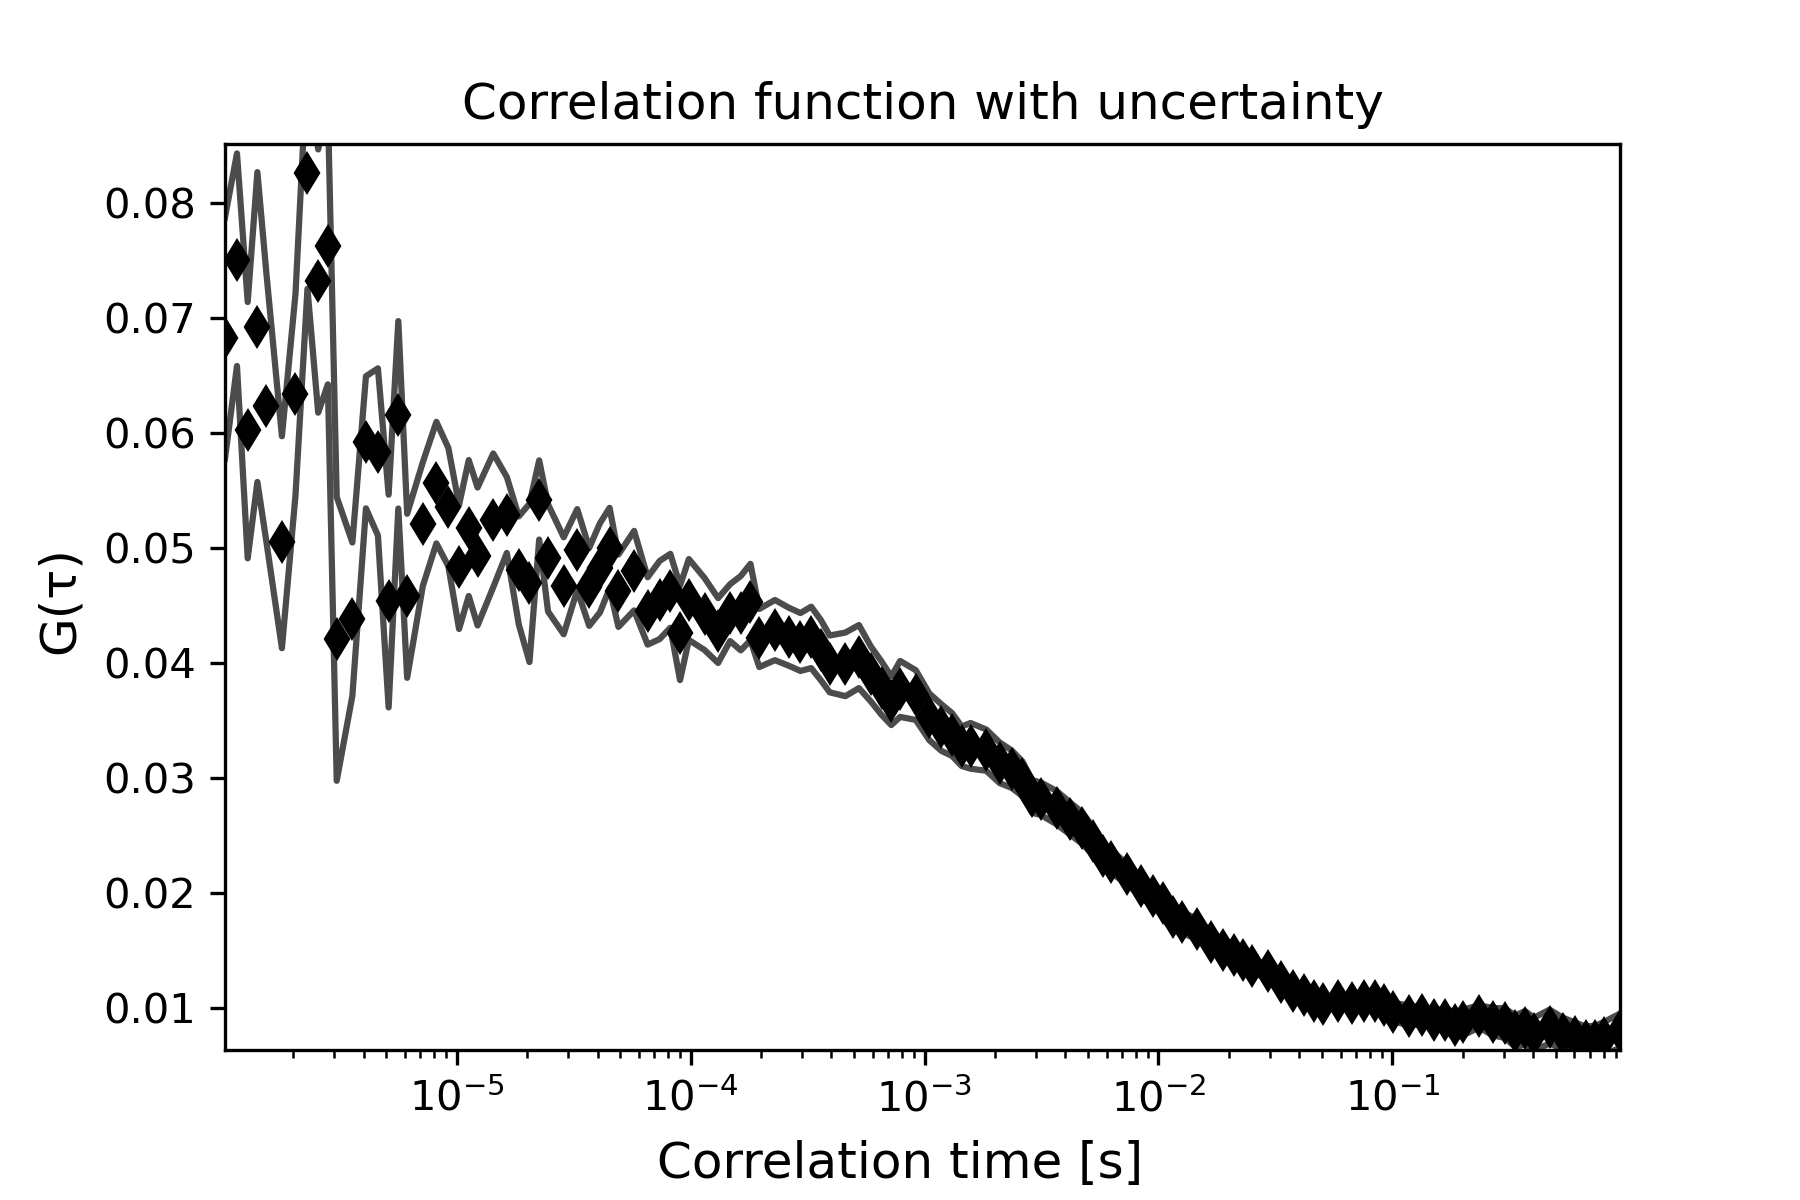 Correlation function with uncertainty
0.08
0.07
0.06
0.05
0.04
0.03
0.02
0.01
G(τ)
10⁻⁵ 10⁻⁴ 10⁻³ 10⁻² 10⁻¹
Correlation time [s]